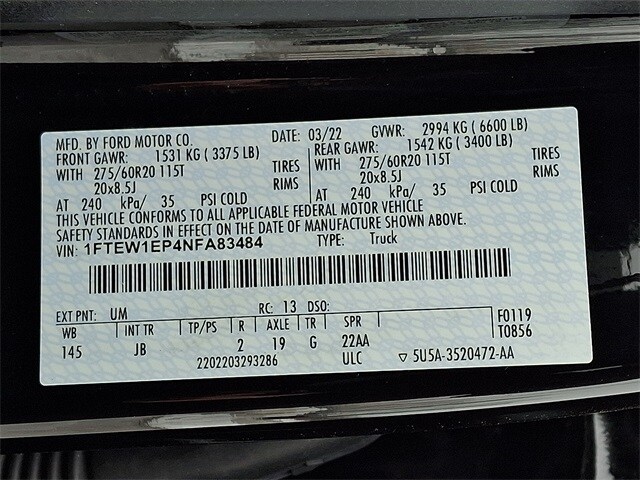 MFD. BY FORD MOTOR CO. DATE: 03/22 GVWR: 2994 KG (6600 LB)
FRONT GAWR: 1531 KG (3375 LB) REAR GAWR: 1542 KG (3400 LB)
WITH 275/60R20 115T TIRES WITH 275/60R20 115T TIRES
20x8.5J RIMS 20x8.5J RIMS
AT 240 kPa/ 35 PSI COLD AT 240 kPa/ 35 PSI COLD
THIS VEHICLE CONFORMS TO ALL APPLICABLE FEDERAL MOTOR VEHICLE
SAFETY STANDARDS IN EFFECT ON THE DATE OF MANUFACTURE SHOWN ABOVE.
VIN: 1FTEW1EP4NFA83484 TYPE: Truck
EXT PNT: UM RC: 13 DSO: F0119
WB INT TR TP/PS R AXLE TR SPR T0856
145 JB 2 19 G 22AA
2202203293286 ULC ▽ 5U5A-3520472-AA